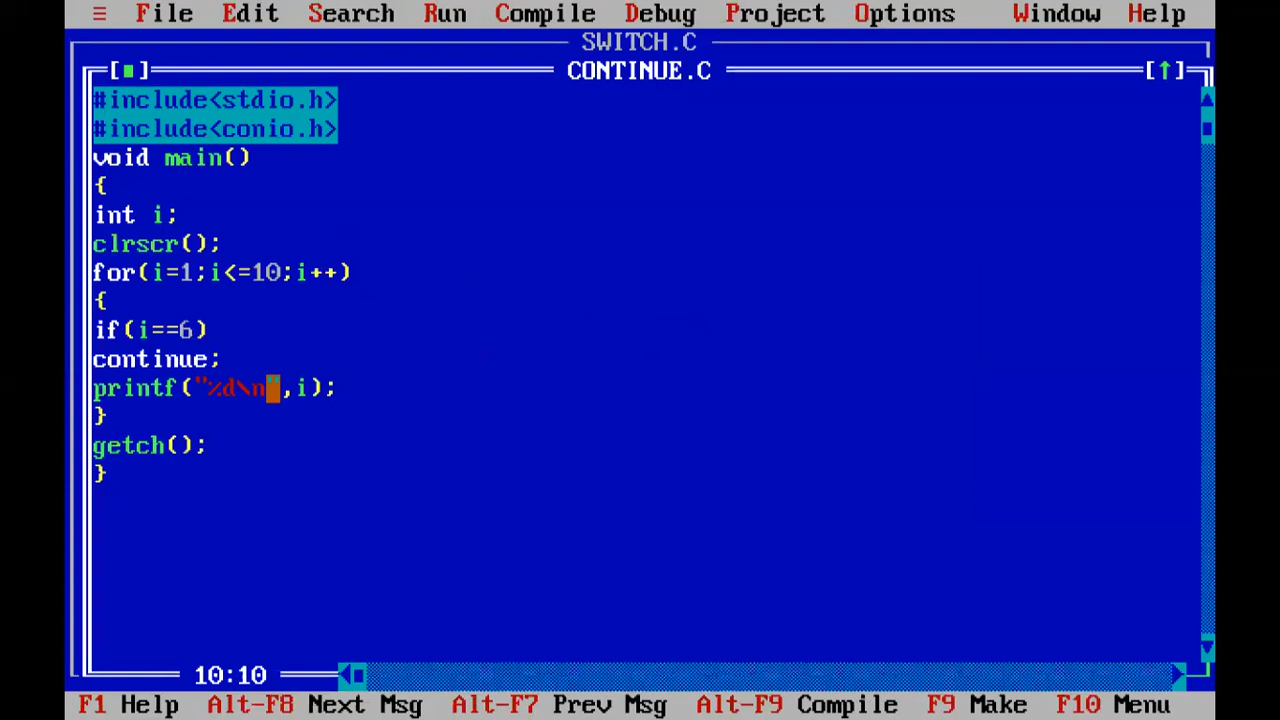 ≡ File Edit Search Run Compile Debug Project Options Window Help
SWITCH.C
[■] CONTINUE.C [↑]
#include<stdio.h>
#include<conio.h>
void main()
{
int i;
clrscr();
for(i=1;i<=10;i++)
{
if(i==6)
continue;
printf("%d\n",i);
}
getch();
}
10:10
F1 Help Alt-F8 Next Msg Alt-F7 Prev Msg Alt-F9 Compile F9 Make F10 Menu